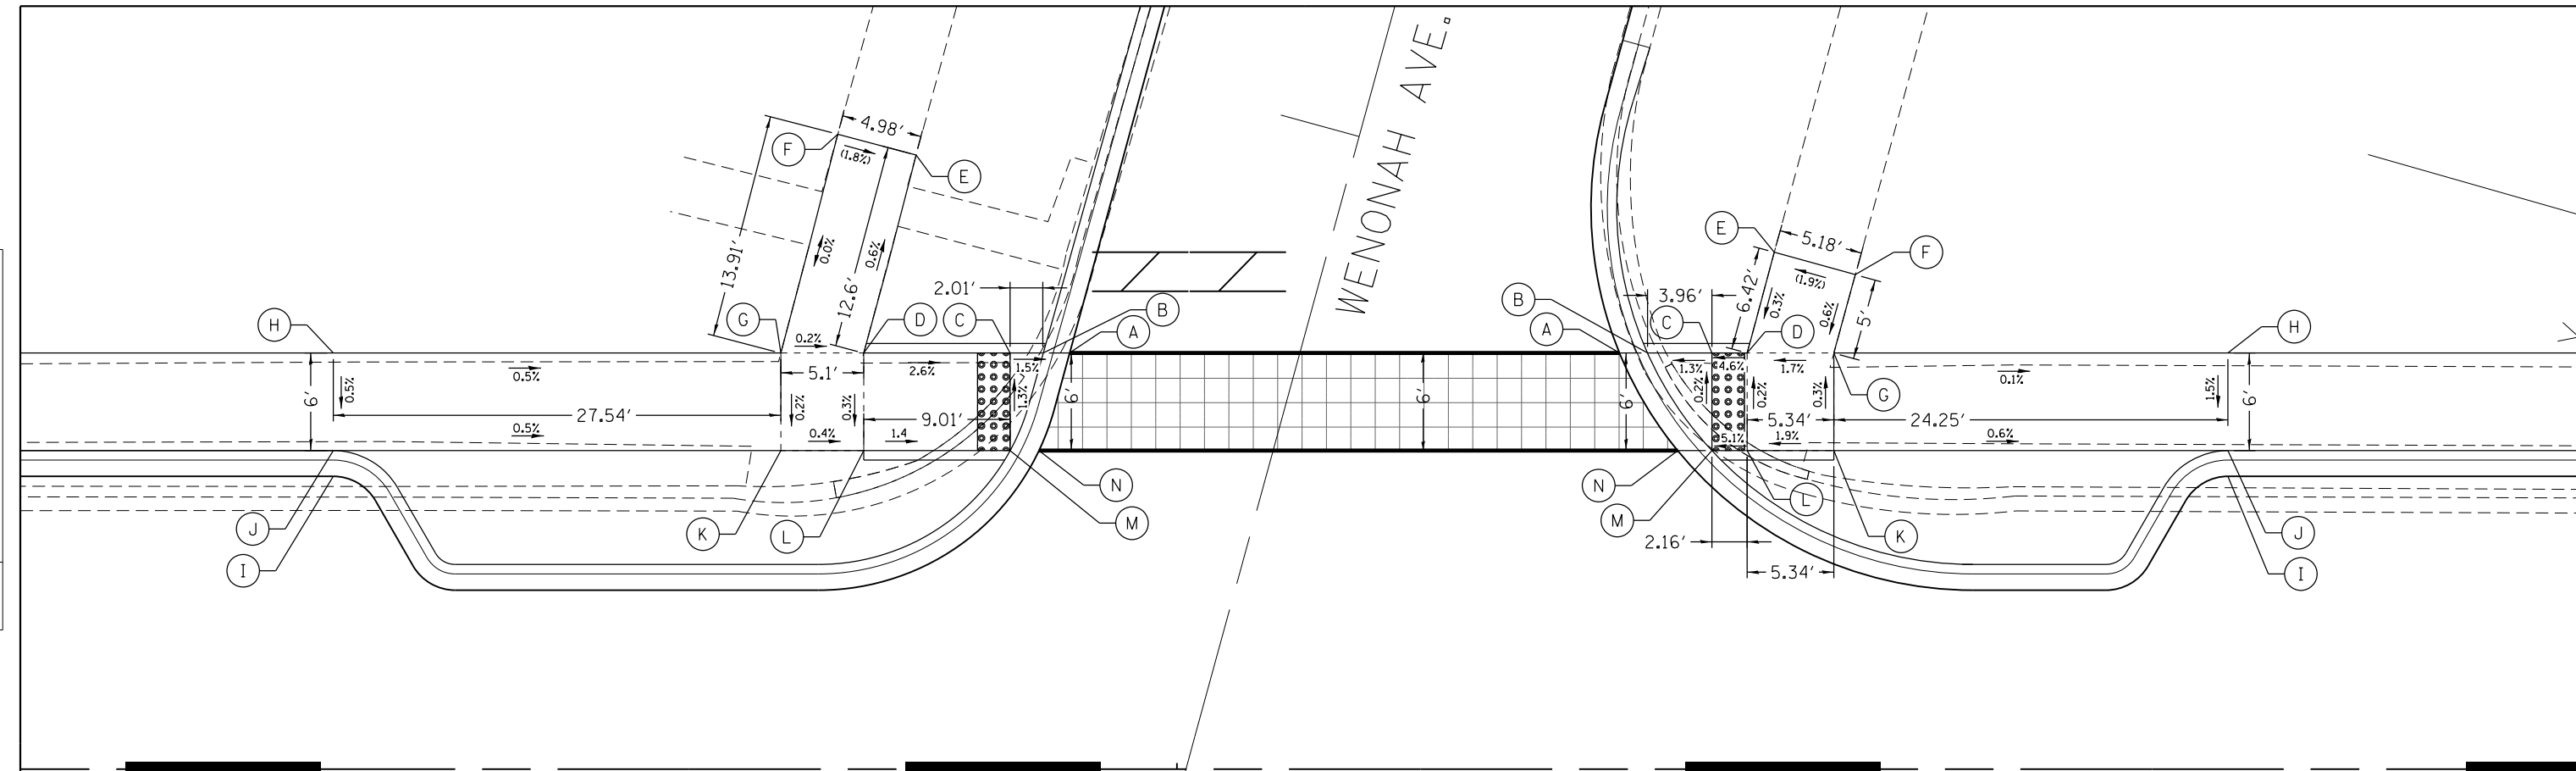 WENONAH AVE.
4.98'
F
(1.8%)
E
13.91'
0.0%
0.6%
12.6'
2.01'
G
D
C
B
A
H
0.2%
2.6%
1.5%
0.5%
0.5%
6'
5.1'
1.3%
6'
27.54'
0.2%
0.3%
9.01'
0.5%
0.4%
1.4
J
I
K
L
N
M
6'
E
5.18'
F
(1.9%)
6.42'
0.3%
0.6%
5'
B
3.96'
A
C
D
H
1.3%
4.6%
1.7%
G
0.1%
0.2%
0.2%
0.3%
1.5%
6'
6'
5.34'
24.25'
5.1%
1.9%
0.6%
N
L
M
K
J
I
2.16'
5.34'